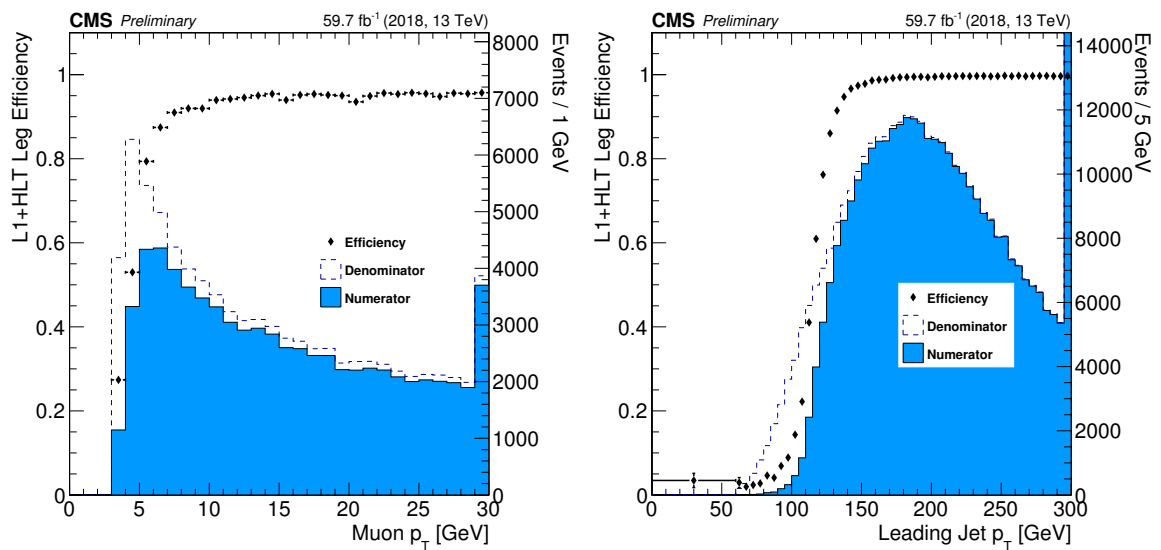 CMS Preliminary 59.7 fb⁻¹ (2018, 13 TeV)
L1+HLT Leg Efficiency
1
0.8
0.6
0.4
0.2
0
8000
7000
6000
5000
4000
3000
2000
1000
0
Events / 1 GeV
Efficiency
Denominator
Numerator
0 5 10 15 20 25 30
Muon p_T [GeV]
CMS Preliminary 59.7 fb⁻¹ (2018, 13 TeV)
L1+HLT Leg Efficiency
1
0.8
0.6
0.4
0.2
0
14000
12000
10000
8000
6000
4000
2000
0
Events / 5 GeV
Efficiency
Denominator
Numerator
0 50 100 150 200 250 300
Leading Jet p_T [GeV]